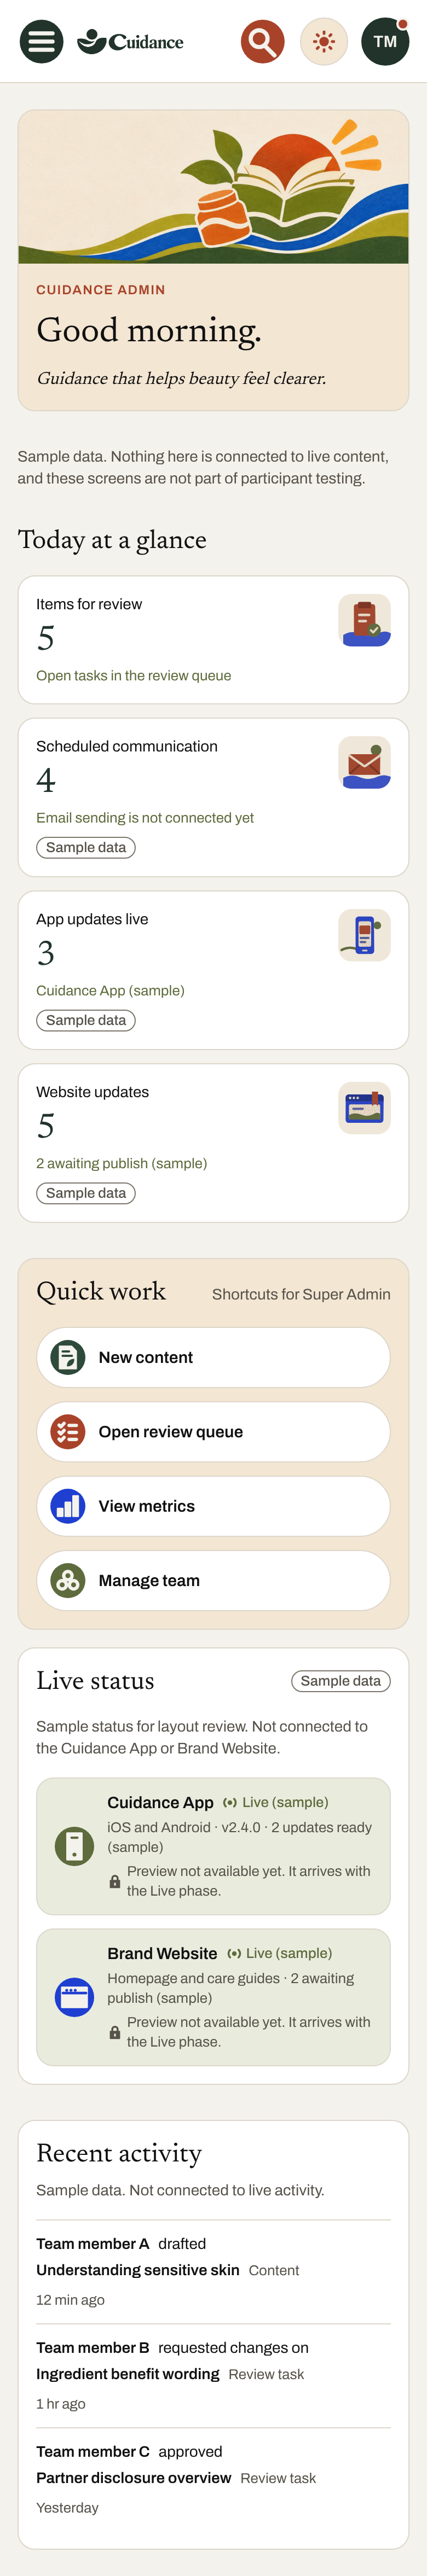 Cuidance
TM
CUIDANCE ADMIN
Good morning.
Guidance that helps beauty feel clearer.
Sample data. Nothing here is connected to live content,
and these screens are not part of participant testing.
Today at a glance
Items for review
5
Open tasks in the review queue
Scheduled communication
4
Email sending is not connected yet
Sample data
App updates live
3
Cuidance App (sample)
Sample data
Website updates
5
2 awaiting publish (sample)
Sample data
Quick work
Shortcuts for Super Admin
New content
Open review queue
View metrics
Manage team
Live status
Sample data
Sample status for layout review. Not connected to
the Cuidance App or Brand Website.
Cuidance App Live (sample)
iOS and Android · v2.4.0 · 2 updates ready
(sample)
Preview not available yet. It arrives with
the Live phase.
Brand Website Live (sample)
Homepage and care guides · 2 awaiting
publish (sample)
Preview not available yet. It arrives with
the Live phase.
Recent activity
Sample data. Not connected to live activity.
Team member A drafted
Understanding sensitive skin Content
12 min ago
Team member B requested changes on
Ingredient benefit wording Review task
1 hr ago
Team member C approved
Partner disclosure overview Review task
Yesterday